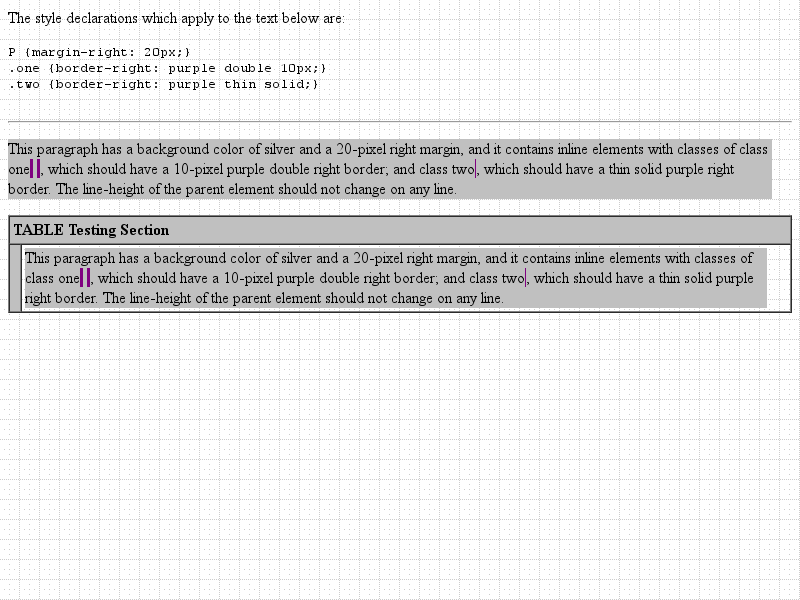 The style declarations which apply to the text below are:
P {margin-right: 20px;}
.one {border-right: purple double 10px;}
.two {border-right: purple thin solid;}
This paragraph has a background color of silver and a 20-pixel right margin, and it contains inline elements with classes of class
one, which should have a 10-pixel purple double right border; and class two, which should have a thin solid purple right
border. The line-height of the parent element should not change on any line.
TABLE Testing Section
This paragraph has a background color of silver and a 20-pixel right margin, and it contains inline elements with classes of
class one, which should have a 10-pixel purple double right border; and class two, which should have a thin solid purple
right border. The line-height of the parent element should not change on any line.